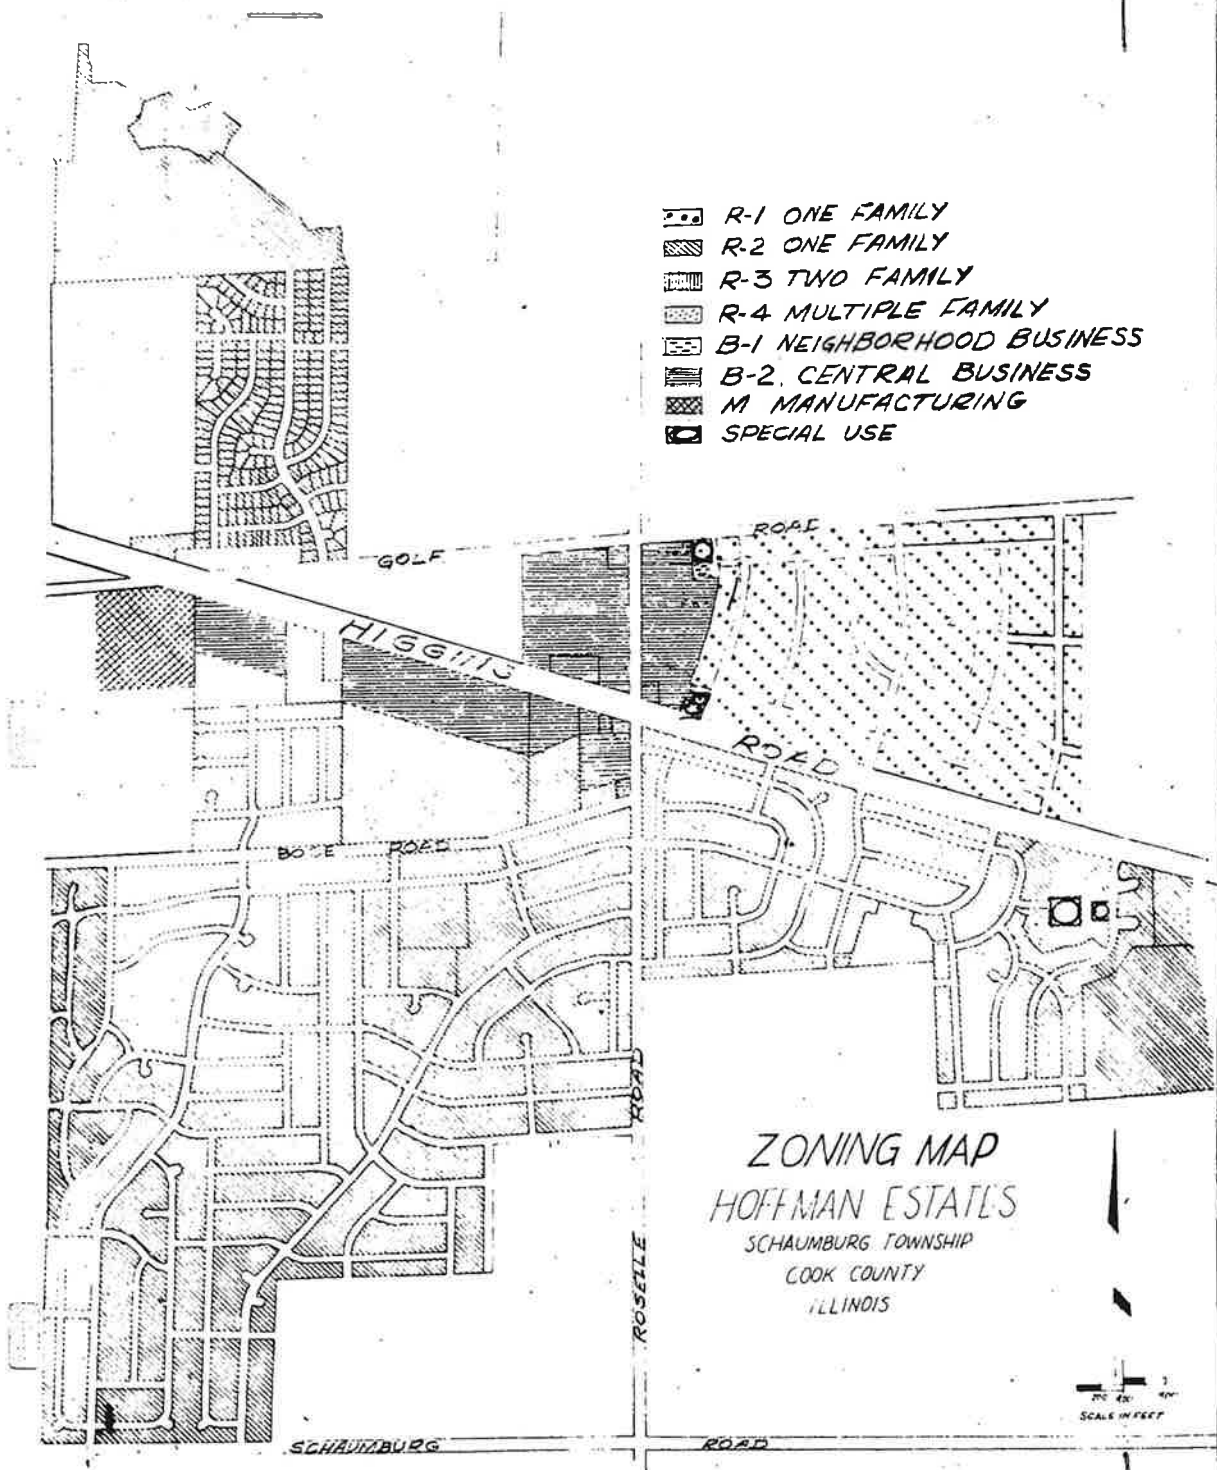 R-1 ONE FAMILY
R-2 ONE FAMILY
R-3 TWO FAMILY
R-4 MULTIPLE FAMILY
B-1 NEIGHBORHOOD BUSINESS
B-2. CENTRAL BUSINESS
M MANUFACTURING
SPECIAL USE
GOLF ROAD
HIGGINS ROAD
BODE ROAD
ROSELLE ROAD
SCHAUMBURG ROAD
ZONING MAP
HOFFMAN ESTATES
SCHAUMBURG TOWNSHIP
COOK COUNTY
ILLINOIS
SCALE IN FEET